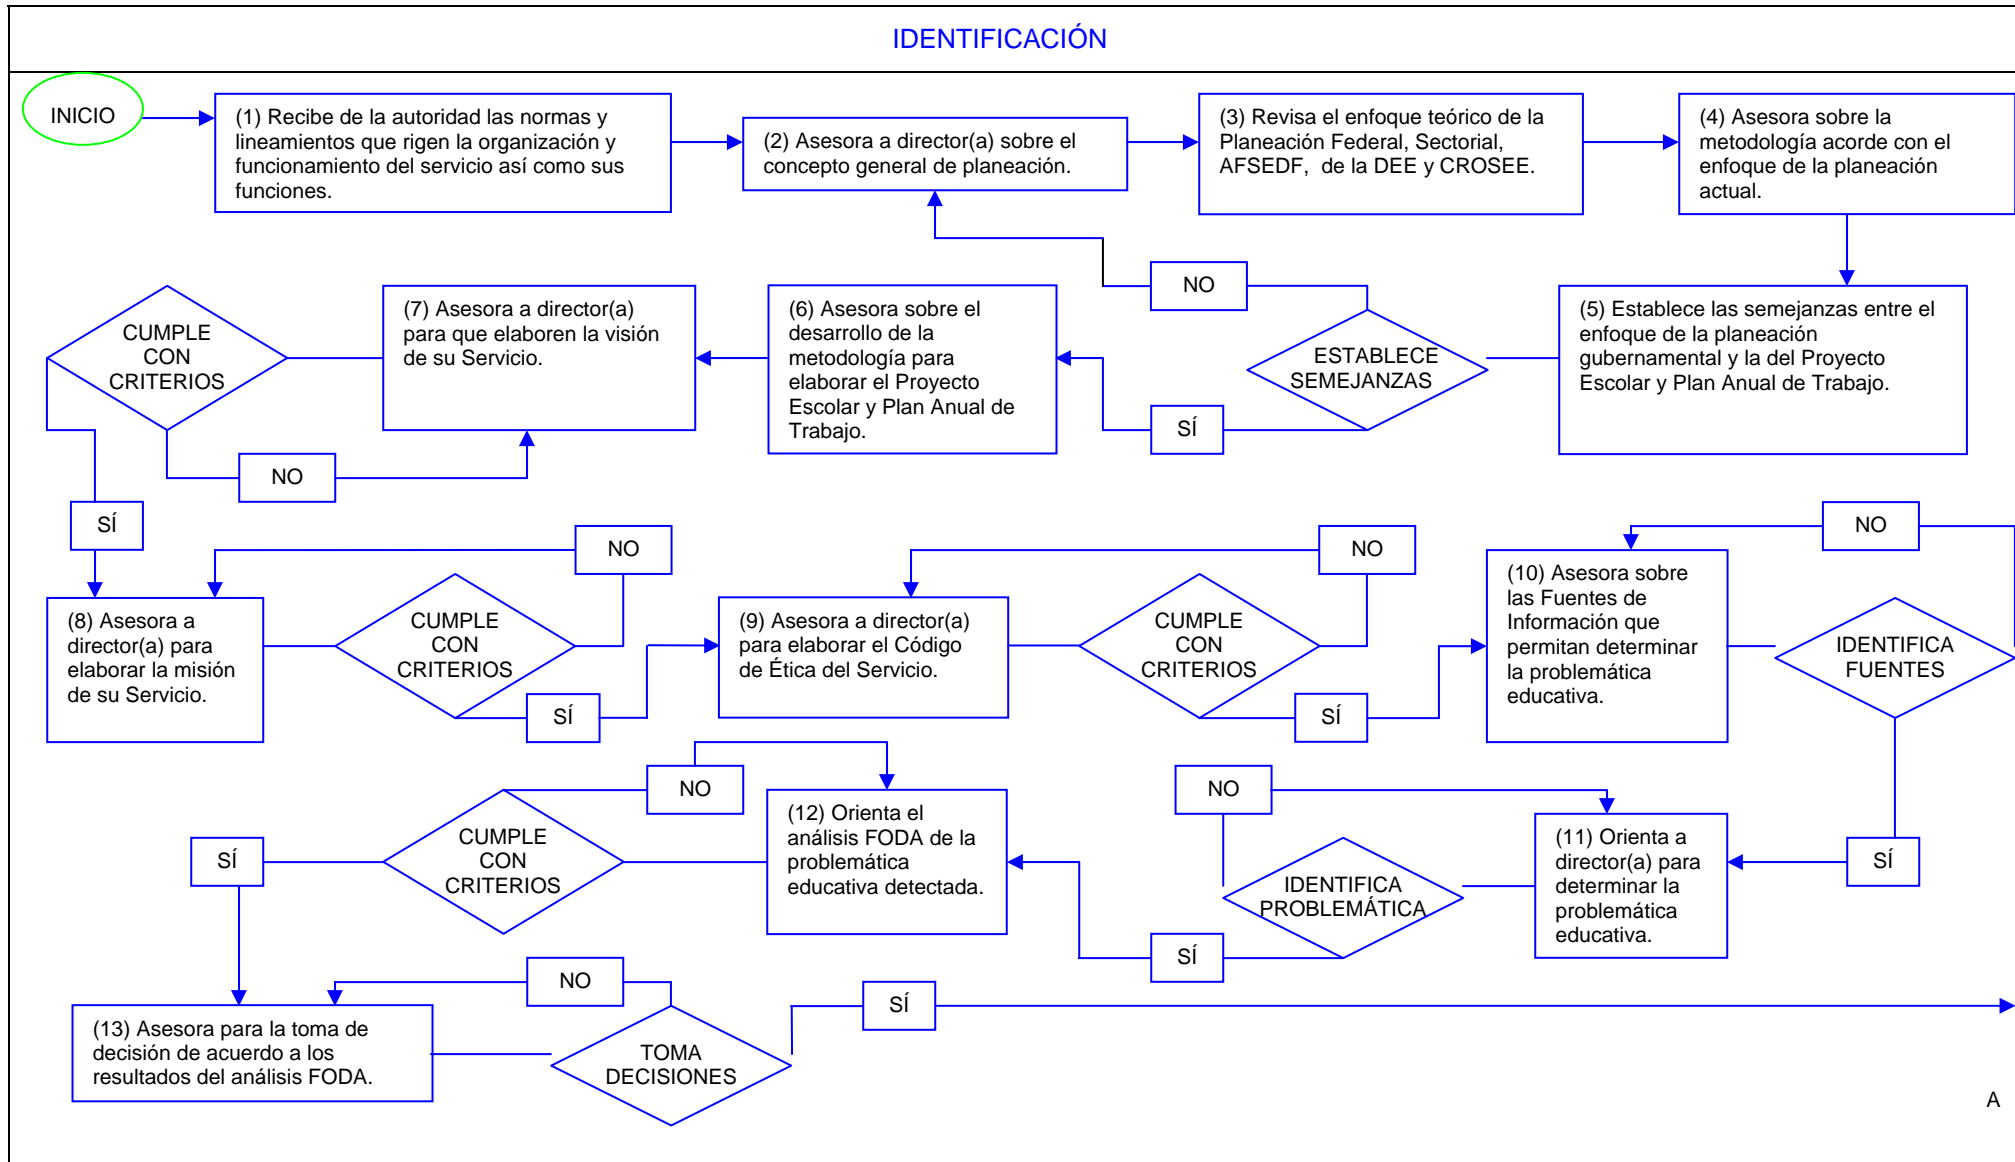 IDENTIFICACIÓN
INICIO
(1) Recibe de la autoridad las normas y
lineamientos que rigen la organización y
funcionamiento del servicio así como sus
funciones.
(2) Asesora a director(a) sobre el
concepto general de planeación.
(3) Revisa el enfoque teórico de la
Planeación Federal, Sectorial,
AFSEDF,  de la DEE y CROSEE.
(4) Asesora sobre la
metodología acorde con el
enfoque de la planeación
actual.
(5) Establece las semejanzas entre el
enfoque de la planeación
gubernamental y la del Proyecto
Escolar y Plan Anual de Trabajo.
ESTABLECE
SEMEJANZAS
NO
SÍ
(6) Asesora sobre el
desarrollo de la
metodología para
elaborar el Proyecto
Escolar y Plan Anual de
Trabajo.
(7) Asesora a director(a)
para que elaboren la visión
de su Servicio.
CUMPLE
CON
CRITERIOS
NO
SÍ
(8) Asesora a
director(a) para
elaborar la misión
de su Servicio.
CUMPLE
CON
CRITERIOS
NO
SÍ
(9) Asesora a director(a)
para elaborar el Código
de Ética del Servicio.
CUMPLE
CON
CRITERIOS
NO
SÍ
(10) Asesora sobre
las Fuentes de
Información que
permitan determinar
la problemática
educativa.
IDENTIFICA
FUENTES
NO
SÍ
(11) Orienta a
director(a) para
determinar la
problemática
educativa.
IDENTIFICA
PROBLEMÁTICA
NO
SÍ
(12) Orienta el
análisis FODA de la
problemática
educativa detectada.
CUMPLE
CON
CRITERIOS
NO
SÍ
(13) Asesora para la toma de
decisión de acuerdo a los
resultados del análisis FODA.
TOMA
DECISIONES
NO
SÍ
A